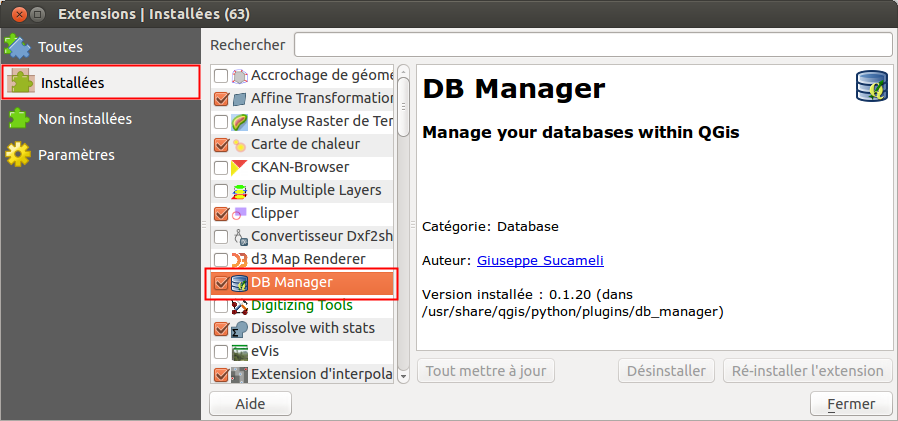 Extensions | Installées (63)
Toutes
Installées
Non installées
Paramètres
Rechercher
Accrochage de géome
Affine Transformation
Analyse Raster de Ter
Carte de chaleur
CKAN-Browser
Clip Multiple Layers
Clipper
Convertisseur Dxf2sh
d3 Map Renderer
DB Manager
Digitizing Tools
Dissolve with stats
eVis
Extension d'interpola
DB Manager
Manage your databases within QGis
Catégorie: Database
Auteur: Giuseppe Sucameli
Version installée : 0.1.20 (dans
/usr/share/qgis/python/plugins/db_manager)
Tout mettre à jour
Désinstaller
Ré-installer l'extension
Aide
Fermer